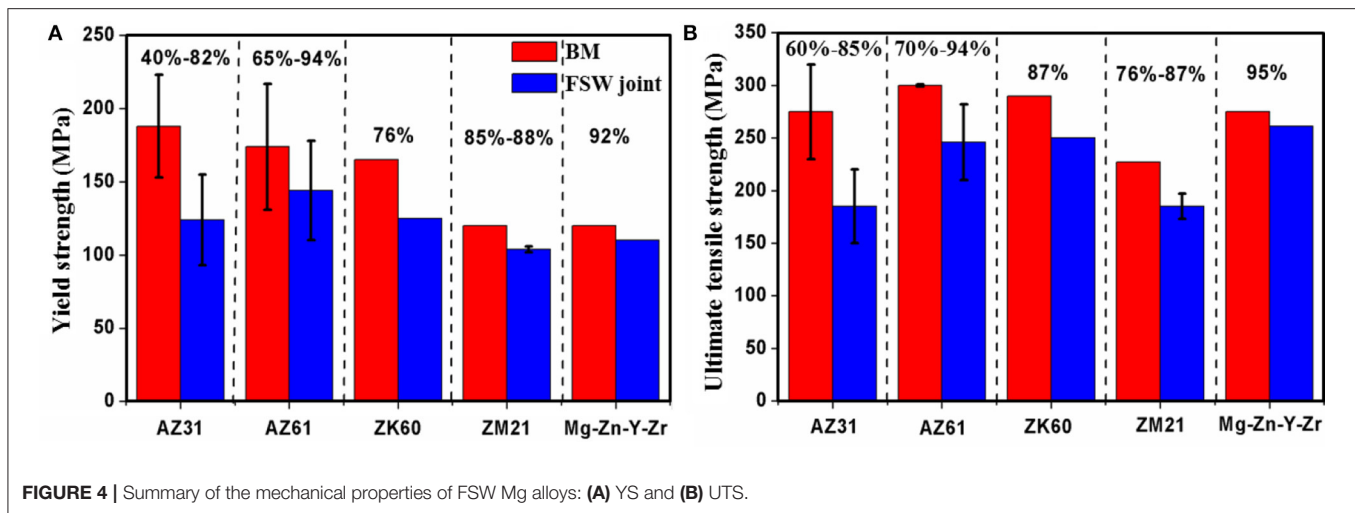 A
250
200
150
100
50
0
Yield strength (MPa)
40%-82%
65%-94%
76%
85%-88%
92%
BM
FSW joint
AZ31 AZ61 ZK60 ZM21 Mg-Zn-Y-Zr
B
350
300
250
200
150
300
50
0
Ultimate tensile strength (MPa)
60%-85%
70%-94%
87%
76%-87%
95%
AZ31 AZ61 ZK60 ZM21 Mg-Zn-Y-Zr
FIGURE 4 | Summary of the mechanical properties of FSW Mg alloys: (A) YS and (B) UTS.